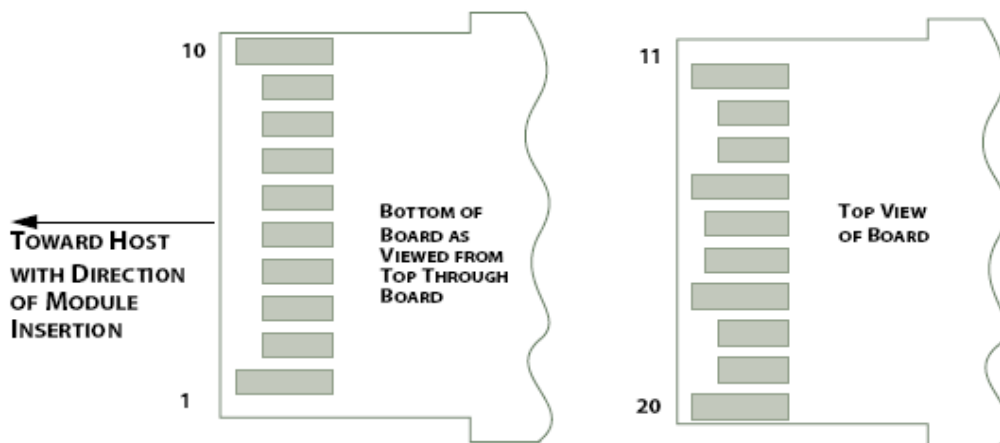 10
1
Toward Host
with Direction
of Module
Insertion
Bottom of
Board as
Viewed from
Top Through
Board
11
20
Top View
of Board